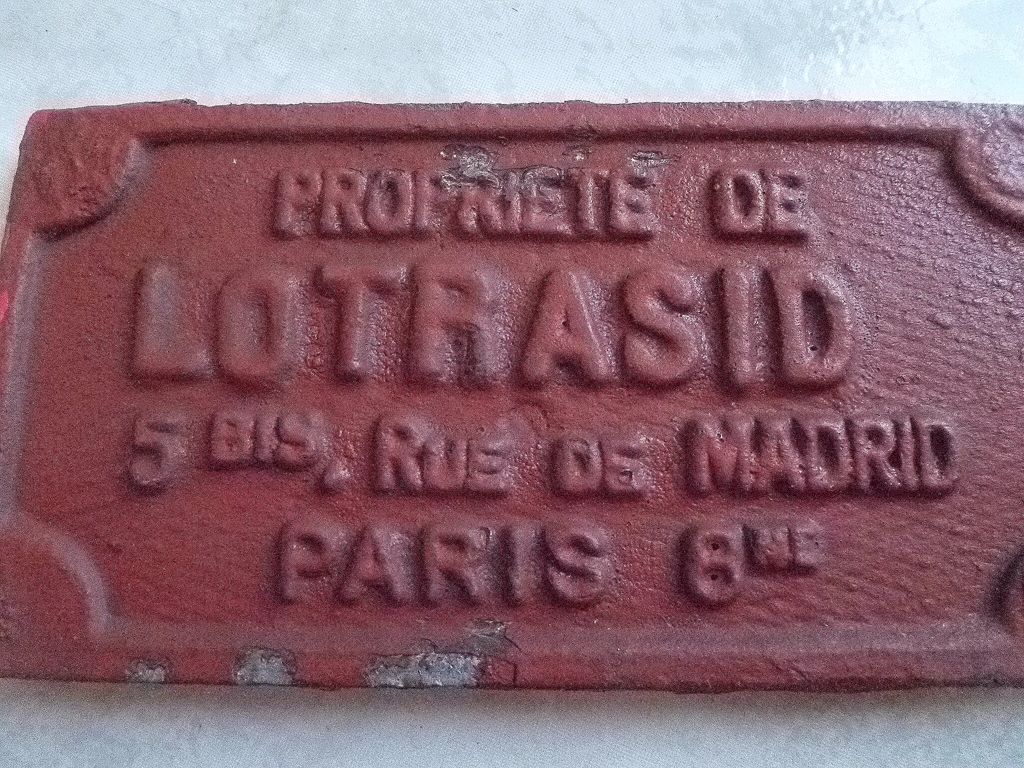 PROPRIETE DE
LOTRASID
5 BIS, RUE DE MADRID
PARIS 8ME